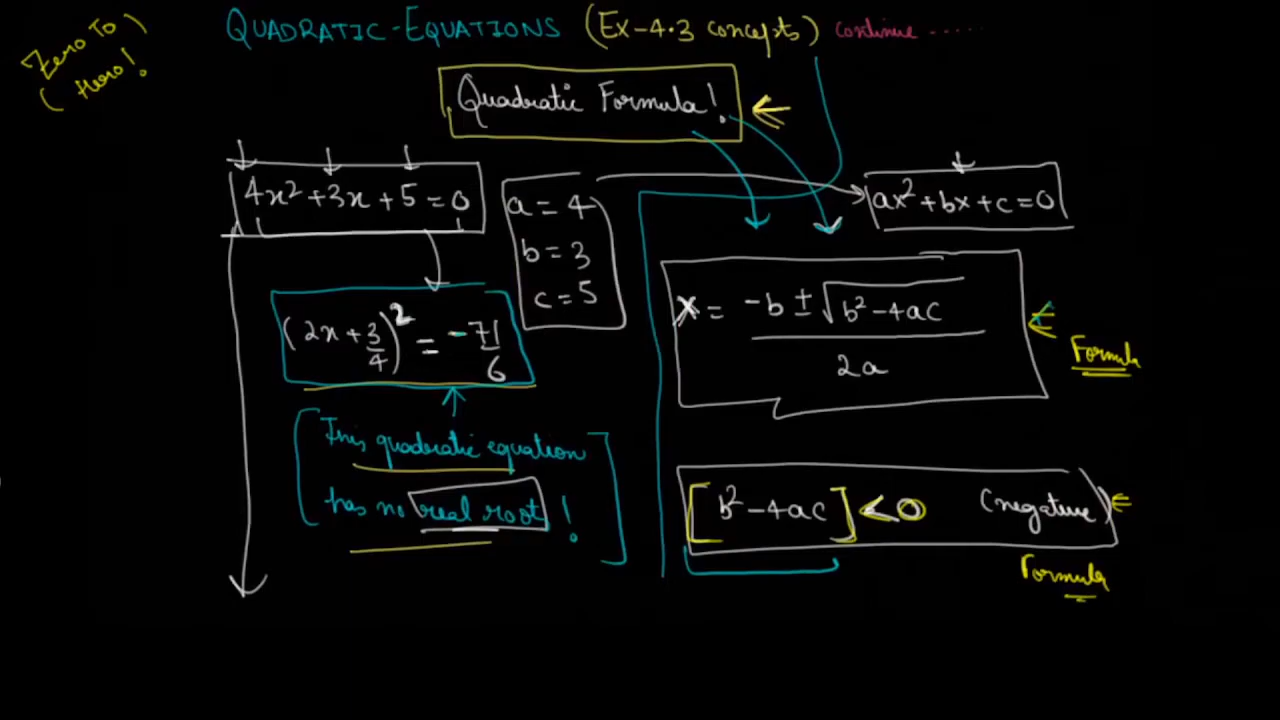 Zero To
Hero!
QUADRATIC-EQUATIONS (Ex-4.3 concepts) continue ......
Quadratic Formula!
4x² + 3x + 5 = 0
a = 4
b = 3
c = 5
ax² + bx + c = 0
(2x + 3/4)² = -71/6
This quadratic equation
has no real root!
x = -b ± √b² - 4ac / 2a
Formula
[b² - 4ac] < 0 (negative)
Formula